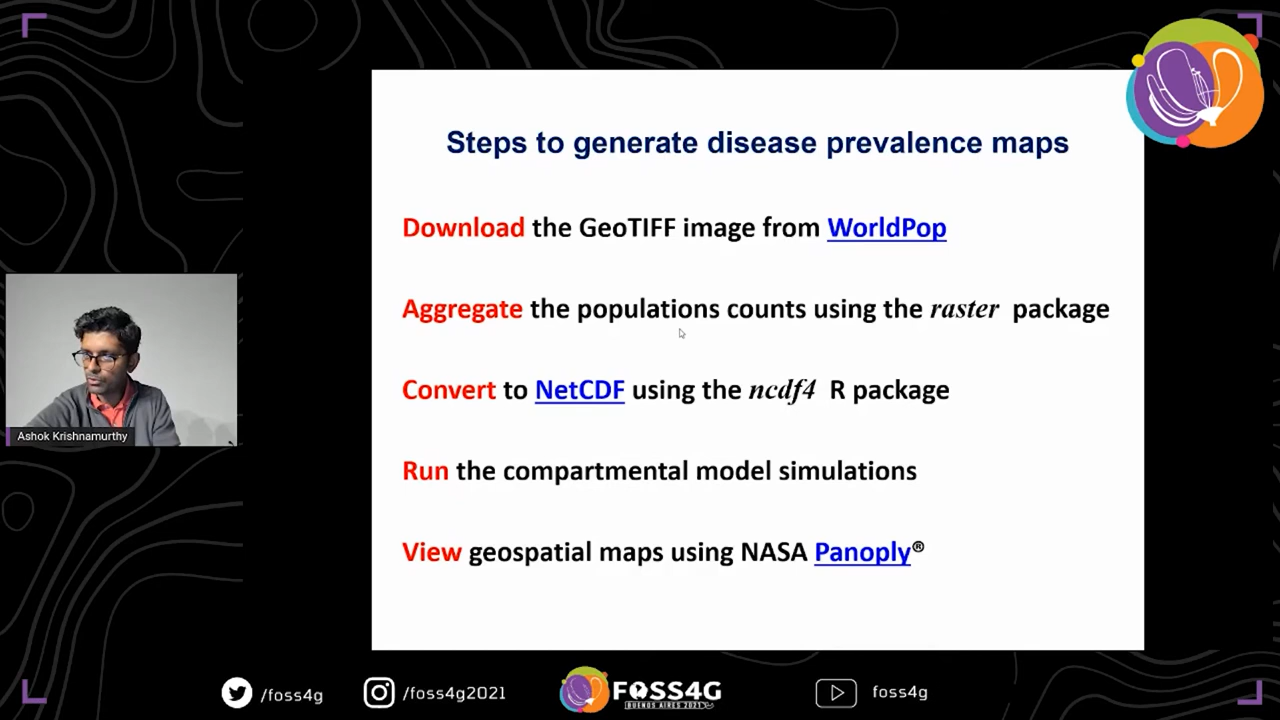 Steps to generate disease prevalence maps
Download the GeoTIFF image from WorldPop
Aggregate the populations counts using the raster package
Convert to NetCDF using the ncdf4 R package
Run the compartmental model simulations
View geospatial maps using NASA Panoply®
Ashok Krishnamurthy
/foss4g
/foss4g2021
FOSS4G
BUENOS AIRES 2021
foss4g